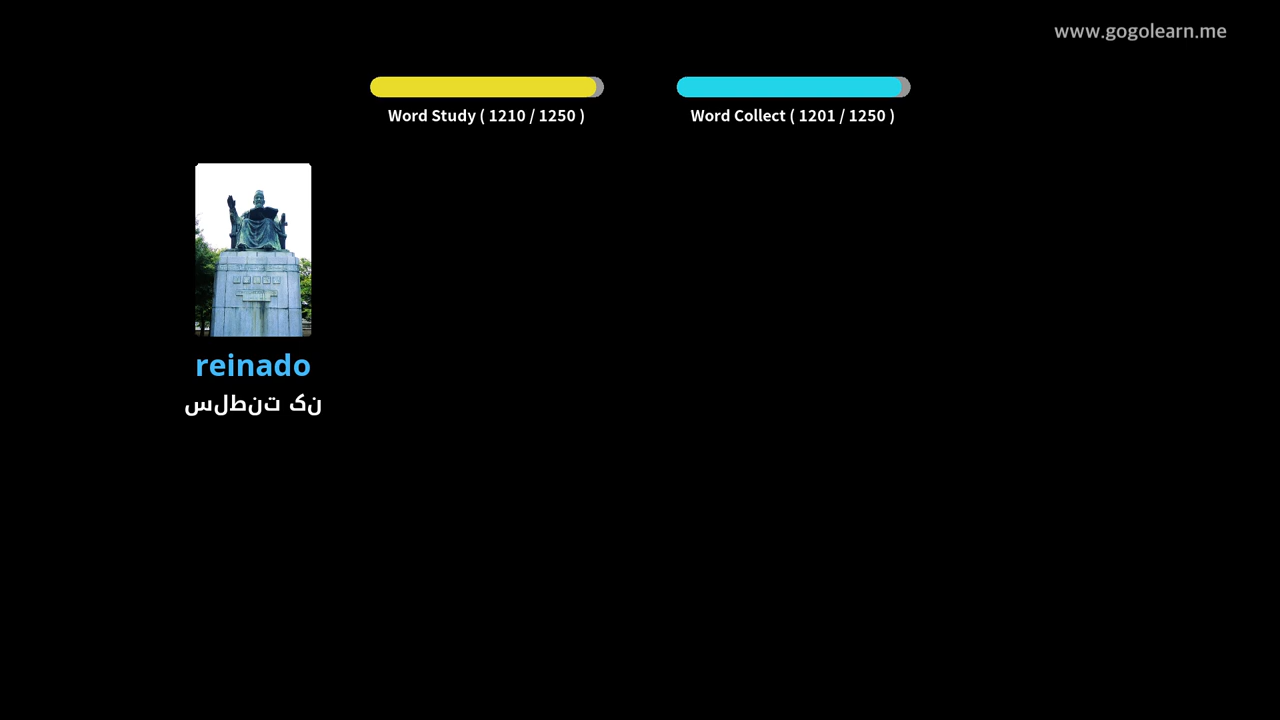 www.gogolearn.me
Word Study ( 1210 / 1250 )
Word Collect ( 1201 / 1250 )
reinado
سلطنت کن